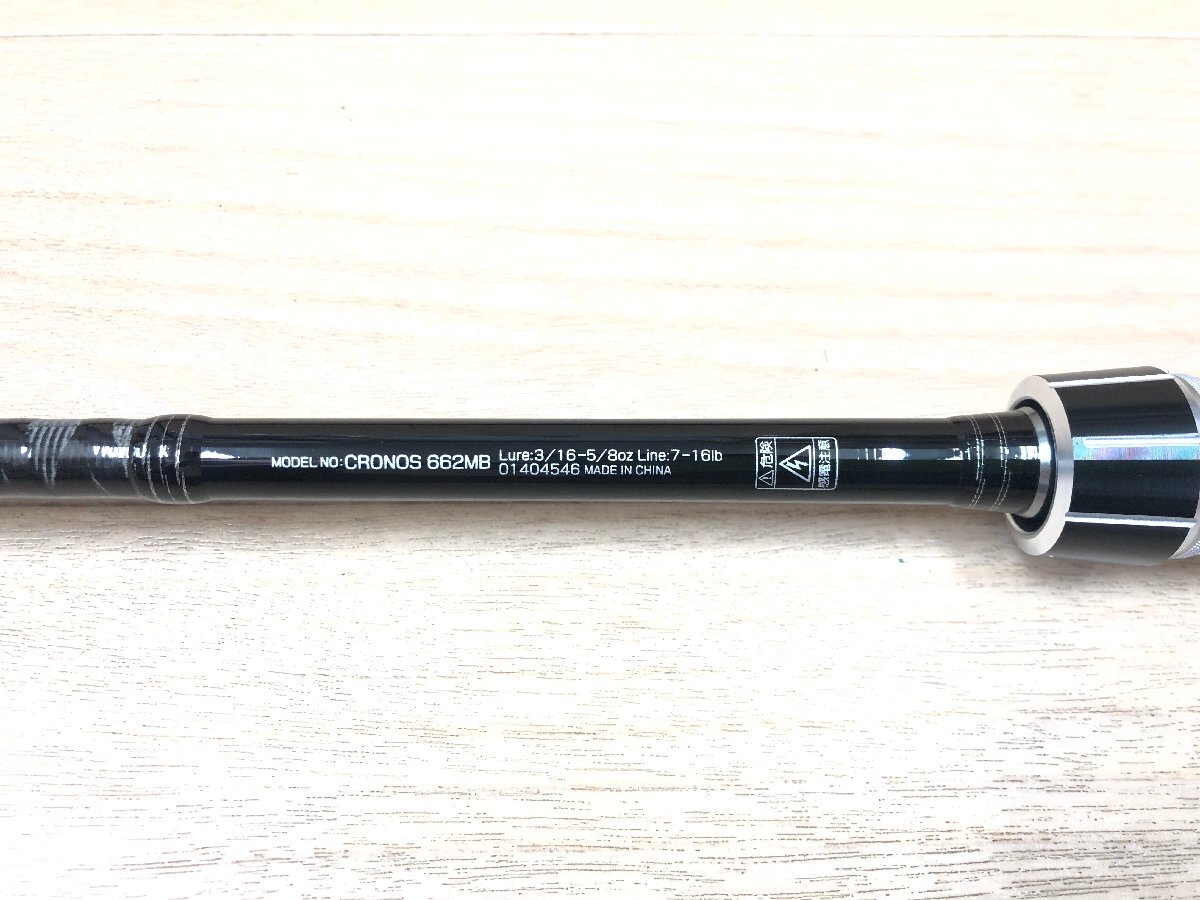 MODEL NO:CRONOS 662MB
Lure:3/16-5/8oz Line:7-16lb
01404546 MADE IN CHINA
危険
感電注意